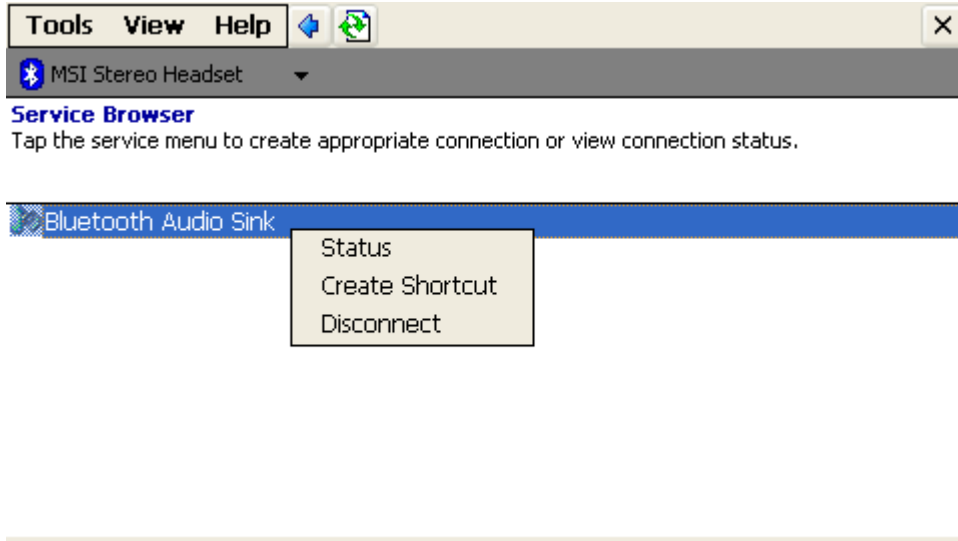 Tools View Help
MSI Stereo Headset
Service Browser
Tap the service menu to create appropriate connection or view connection status.
Bluetooth Audio Sink
Status
Create Shortcut
Disconnect